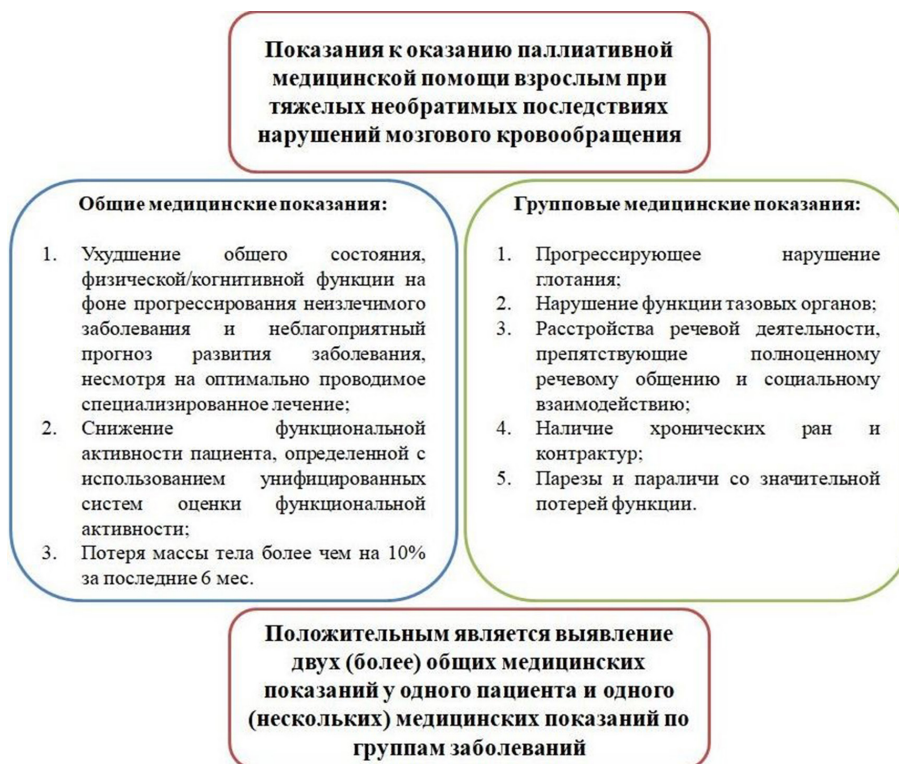 Показания к оказанию паллиативной
медицинской помощи взрослым при
тяжелых необратимых последствиях
нарушений мозгового кровообращения
Общие медицинские показания:
1. Ухудшение общего состояния,
физической/когнитивной функции на
фоне прогрессирования неизлечимого
заболевания и неблагоприятный
прогноз развития заболевания,
несмотря на оптимально проводимое
специализированное лечение;
2. Снижение функциональной
активности пациента, определенной с
использованием унифицированных
систем оценки функциональной
активности;
3. Потеря массы тела более чем на 10%
за последние 6 мес.
Групповые медицинские показания:
1. Прогрессирующее нарушение
глотания;
2. Нарушение функции тазовых органов;
3. Расстройства речевой деятельности,
препятствующие полноценному
речевому общению и социальному
взаимодействию;
4. Наличие хронических ран и
контрактур;
5. Парезы и параличи со значительной
потерей функции.
Положительным является выявление
двух (более) общих медицинских
показаний у одного пациента и одного
(нескольких) медицинских показаний по
группам заболеваний